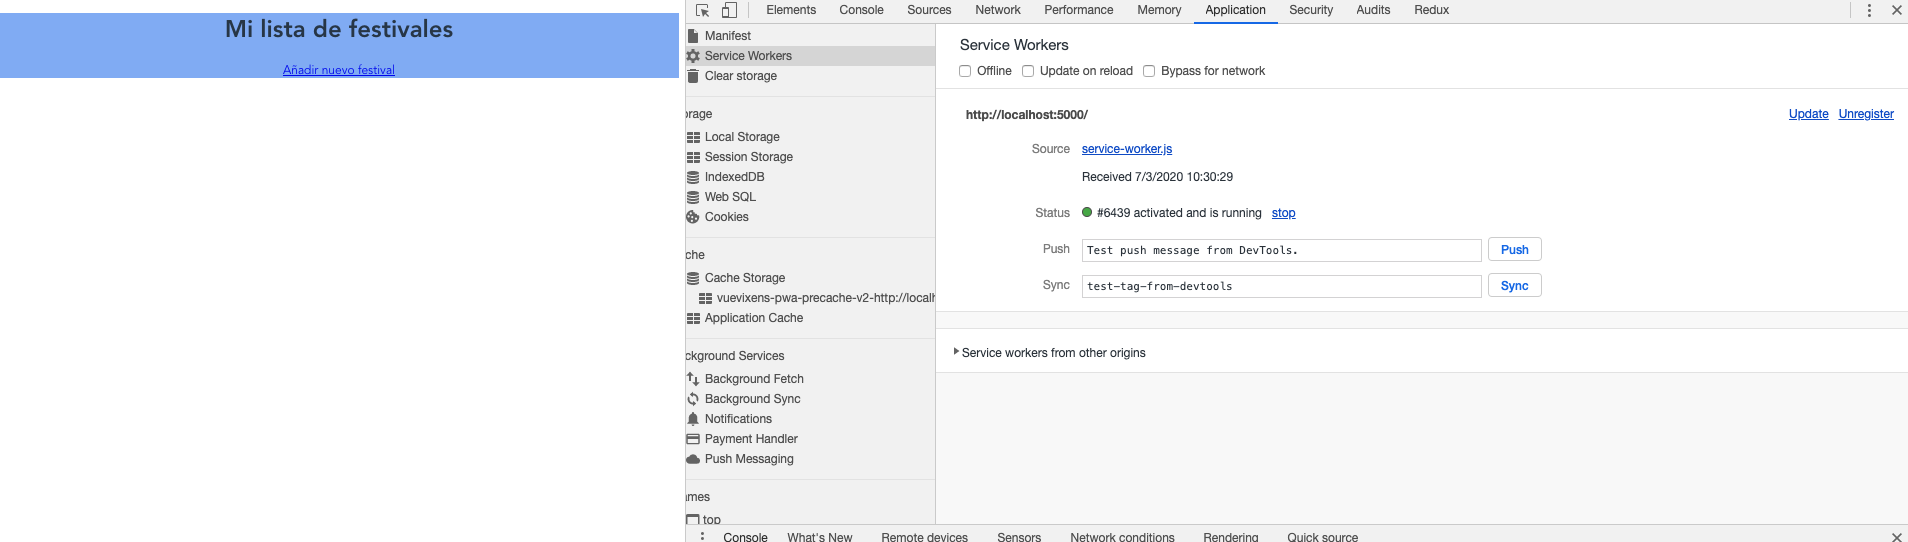 Mi lista de festivales
Añadir nuevo festival
Elements Console Sources Network Performance Memory Application Security Audits Redux
Manifest
Service Workers
Clear storage
orage
Local Storage
Session Storage
IndexedDB
Web SQL
Cookies
che
Cache Storage
vuevixens-pwa-precache-v2-http://localh
Application Cache
ckground Services
Background Fetch
Background Sync
Notifications
Payment Handler
Push Messaging
ames
top
Service Workers
Offline Update on reload Bypass for network
http://localhost:5000/ Update Unregister
Source service-worker.js
Received 7/3/2020 10:30:29
Status #6439 activated and is running stop
Push Test push message from DevTools. Push
Sync test-tag-from-devtools Sync
Service workers from other origins
Console What's New Remote devices Sensors Network conditions Rendering Quick source